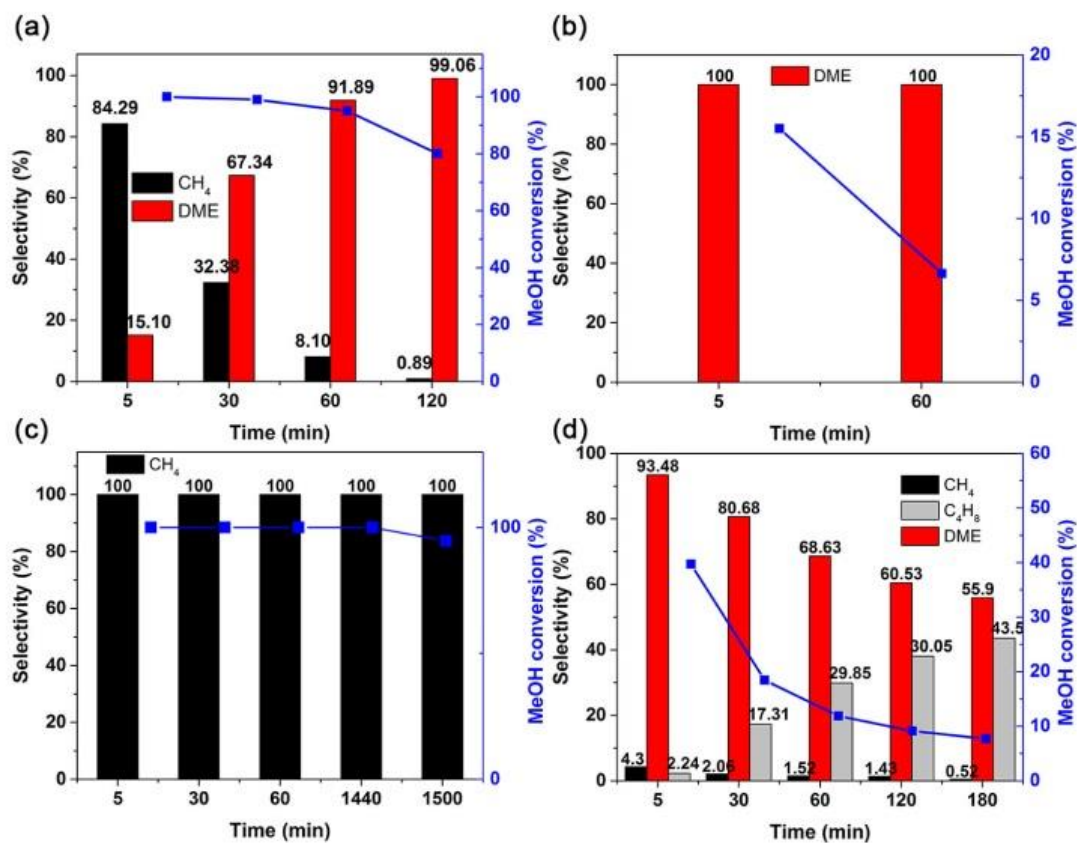 (a)
Selectivity (%)
100
80
60
40
20
0
84.29
15.10
32.38
67.34
8.10
91.89
0.89
99.06
CH₄
DME
5 30 60 120
Time (min)
100
80
60
40
20
0
MeOH conversion (%)
(b)
Selectivity (%)
100
80
60
40
20
0
100
100
DME
5 60
Time (min)
20
15
10
5
0
MeOH conversion (%)
(c)
Selectivity (%)
100
80
60
40
20
0
CH₄
100 100 100 100 100
5 30 60 1440 1500
Time (min)
100
0
MeOH conversion (%)
(d)
Selectivity (%)
100
80
60
40
20
0
4.3
93.48
2.24
2.06
80.68
17.31
1.52
68.63
29.85
1.43
60.53
30.05
0.52
55.9
43.5
CH₄
C₄H₈
DME
5 30 60 120 180
Time (min)
60
50
40
30
20
10
0
MeOH conversion (%)